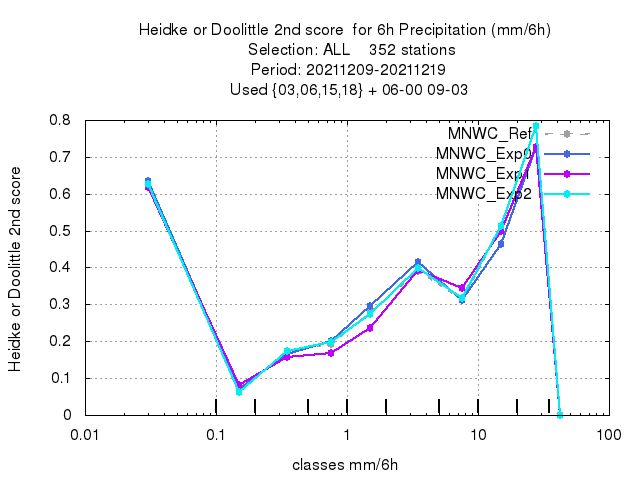 Heidke or Doolittle 2nd score  for 6h Precipitation (mm/6h)
Selection: ALL    352 stations
Period: 20211209-20211219
Used {03,06,15,18} + 06-00 09-03
Heidke or Doolittle 2nd score
0.8
0.7
0.6
0.5
0.4
0.3
0.2
0.1
0
MNWC_Ref
MNWC_Exp0
MNWC_Exp1
MNWC_Exp2
0.01
0.1
1
10
100
classes mm/6h